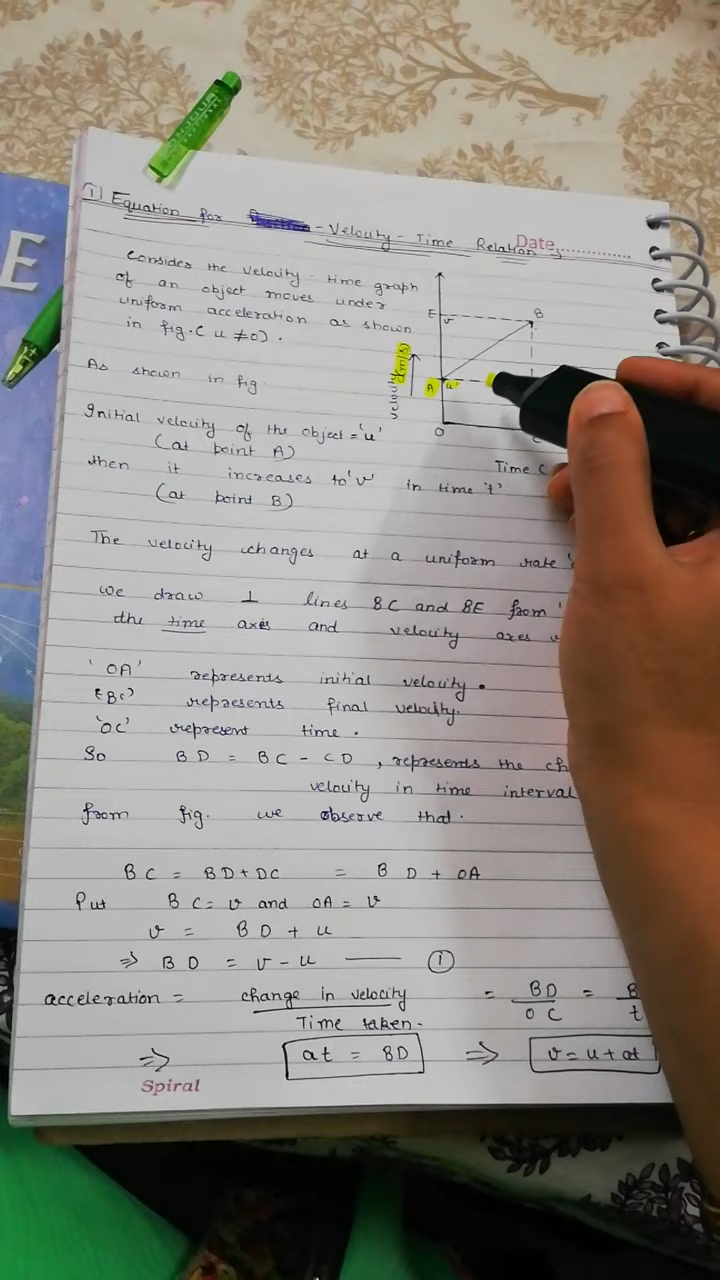 ① Equation for - Velouty - Time Relation,
Date.............
Consider the velouty - time graph
of an object moves under
uniform acceleration as shown
in fig. ( u ≠ 0 ) .
As shown in fig
Initial velocity of the object = 'u'
(at point A)
then it increases to 'v' in time 't'
(at point B)
E v B
A u
O
velocity (m/s)
Time (
The velocity changes at a uniform rate
we draw ⊥ lines BC and BE from
the time axis and velocity axes
'OA' represents initial velocity.
'BC' represents final velocity.
'OC' represent time.
So BD = BC - CD , represents the
velouity in time interval
from fig. we observe that.
BC = BD + DC = BD + OA
Put BC = v and OA = v
v = BD + u
⇒ BD = v - u —— ①
acceleration = change in velocity / Time taken. = BD / OC = B / t
⇒ at = BD ⇒ v = u + at
Spiral
E